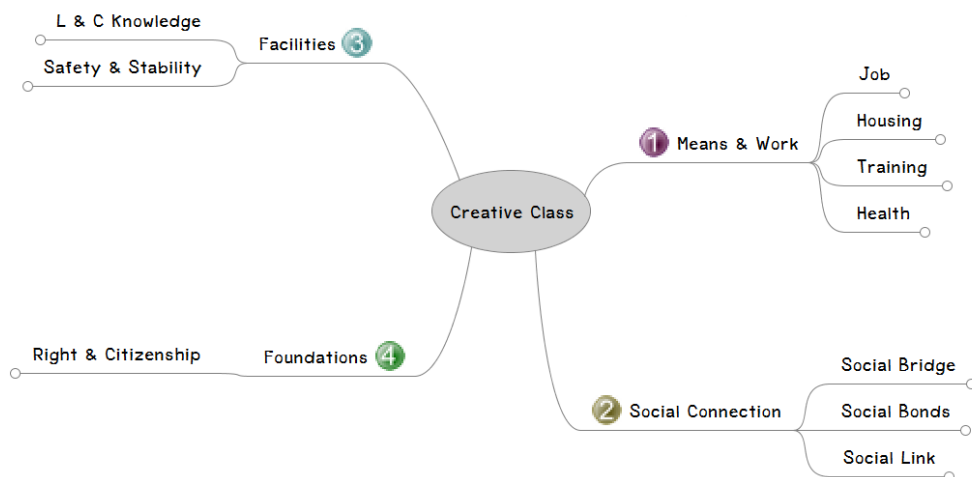 Creative Class
1 Means & Work
Job
Housing
Training
Health
2 Social Connection
Social Bridge
Social Bonds
Social Link
Facilities 3
L & C Knowledge
Safety & Stability
Foundations 4
Right & Citizenship